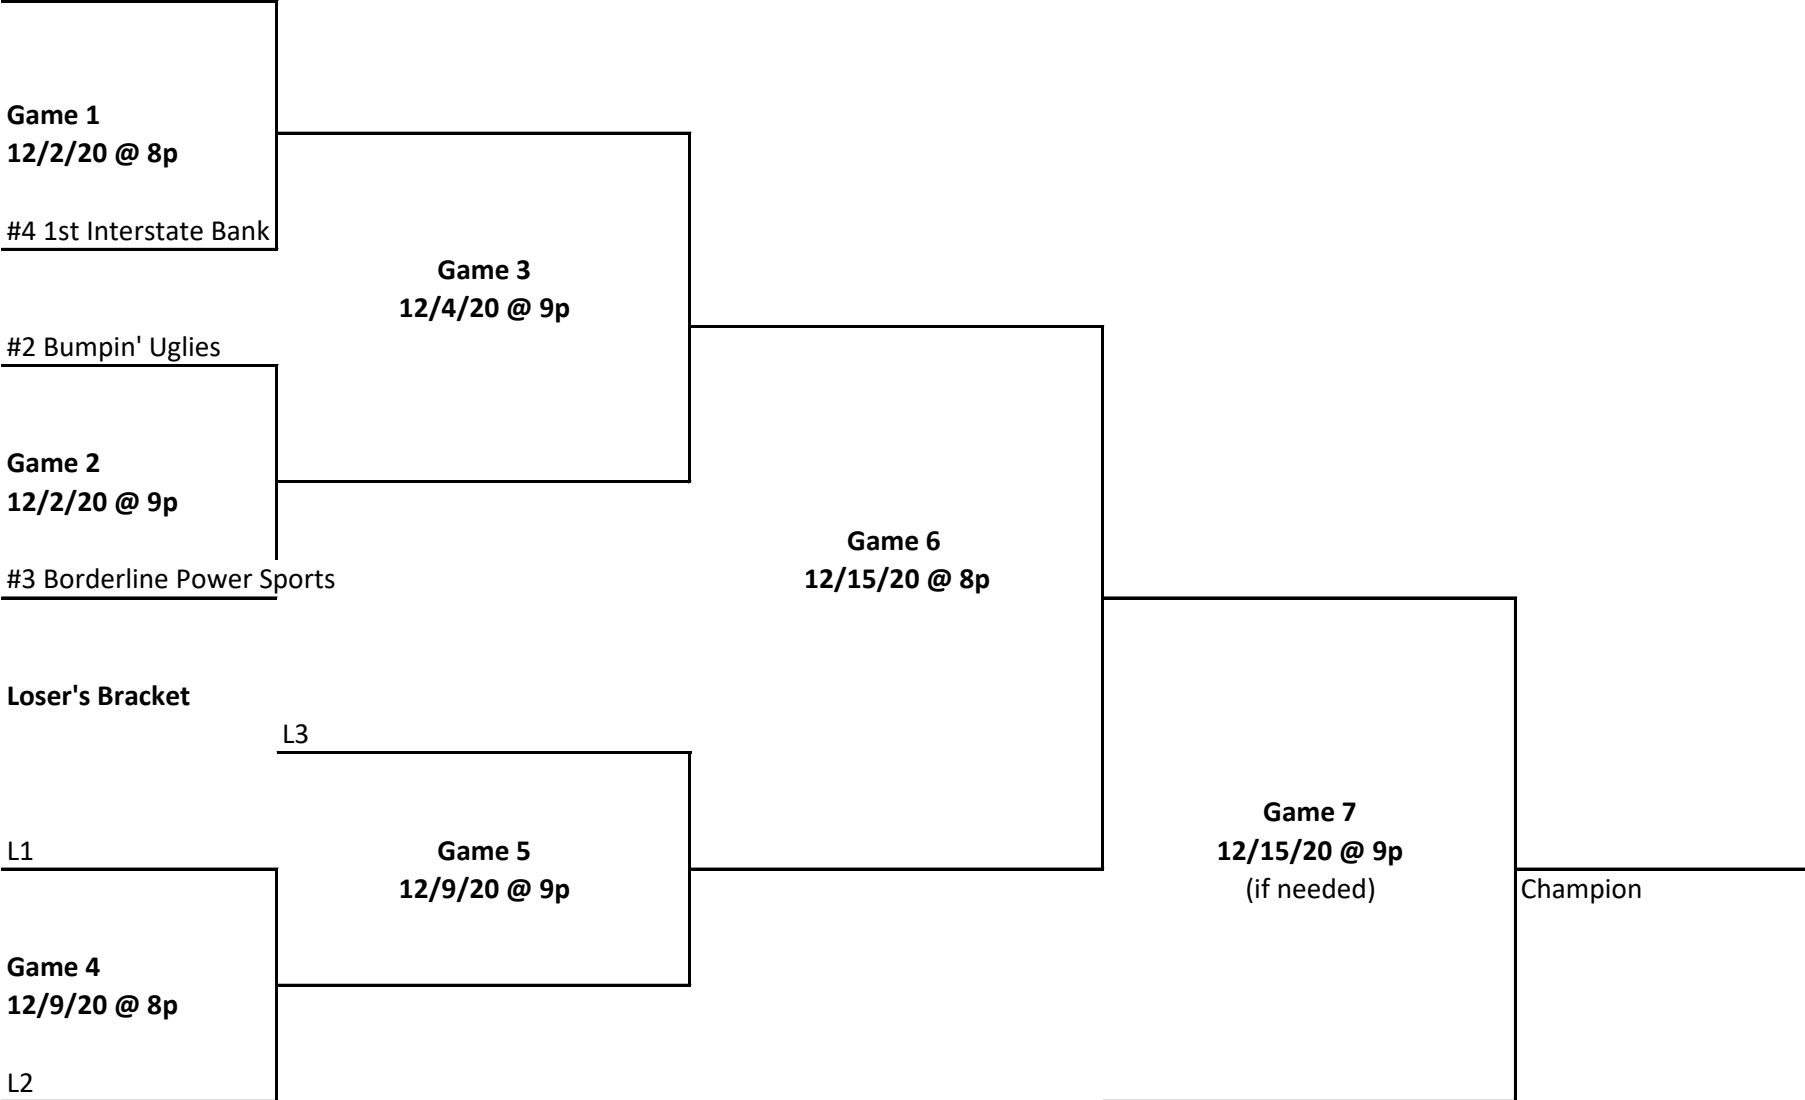 Game 1
12/2/20 @ 8p
#4 1st Interstate Bank
Game 3
12/4/20 @ 9p
#2 Bumpin' Uglies
Game 2
12/2/20 @ 9p
#3 Borderline Power Sports
Game 6
12/15/20 @ 8p
Loser's Bracket
L3
L1
Game 5
12/9/20 @ 9p
Game 4
12/9/20 @ 8p
L2
Game 7
12/15/20 @ 9p
(if needed)
Champion